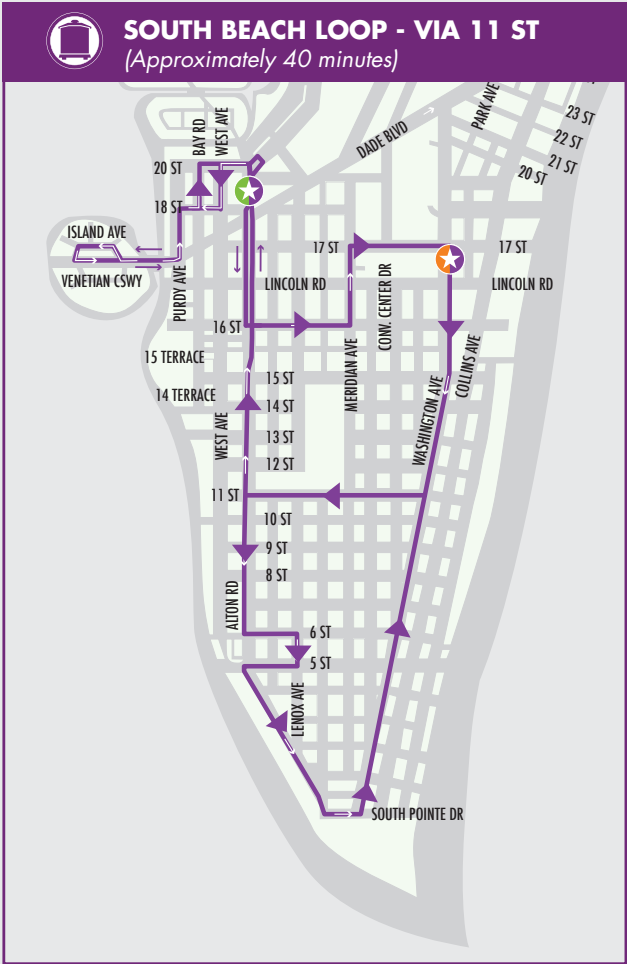 SOUTH BEACH LOOP - VIA 11 ST
(Approximately 40 minutes)
PARK AVE
23 ST
22 ST
21 ST
20 ST
DADE BLVD
BAY RD
WEST AVE
20 ST
18 ST
ISLAND AVE
VENETIAN CSWY
PURDY AVE
17 ST
17 ST
LINCOLN RD
LINCOLN RD
CONV. CENTER DR
16 ST
MERIDIAN AVE
COLLINS AVE
WASHINGTON AVE
15 TERRACE
15 ST
14 TERRACE
14 ST
WEST AVE
13 ST
12 ST
11 ST
10 ST
9 ST
8 ST
ALTON RD
6 ST
5 ST
LENOX AVE
SOUTH POINTE DR